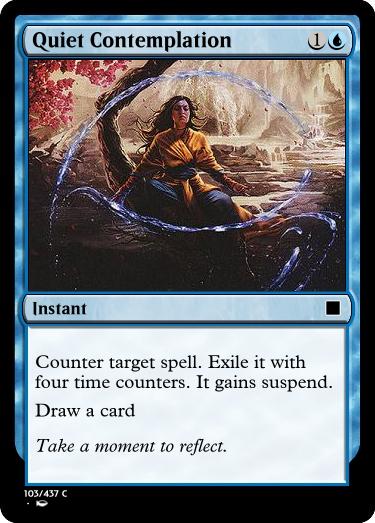 Quiet Contemplation 1
Instant
Counter target spell. Exile it with
four time counters. It gains suspend.
Draw a card
Take a moment to reflect.
103/437 C